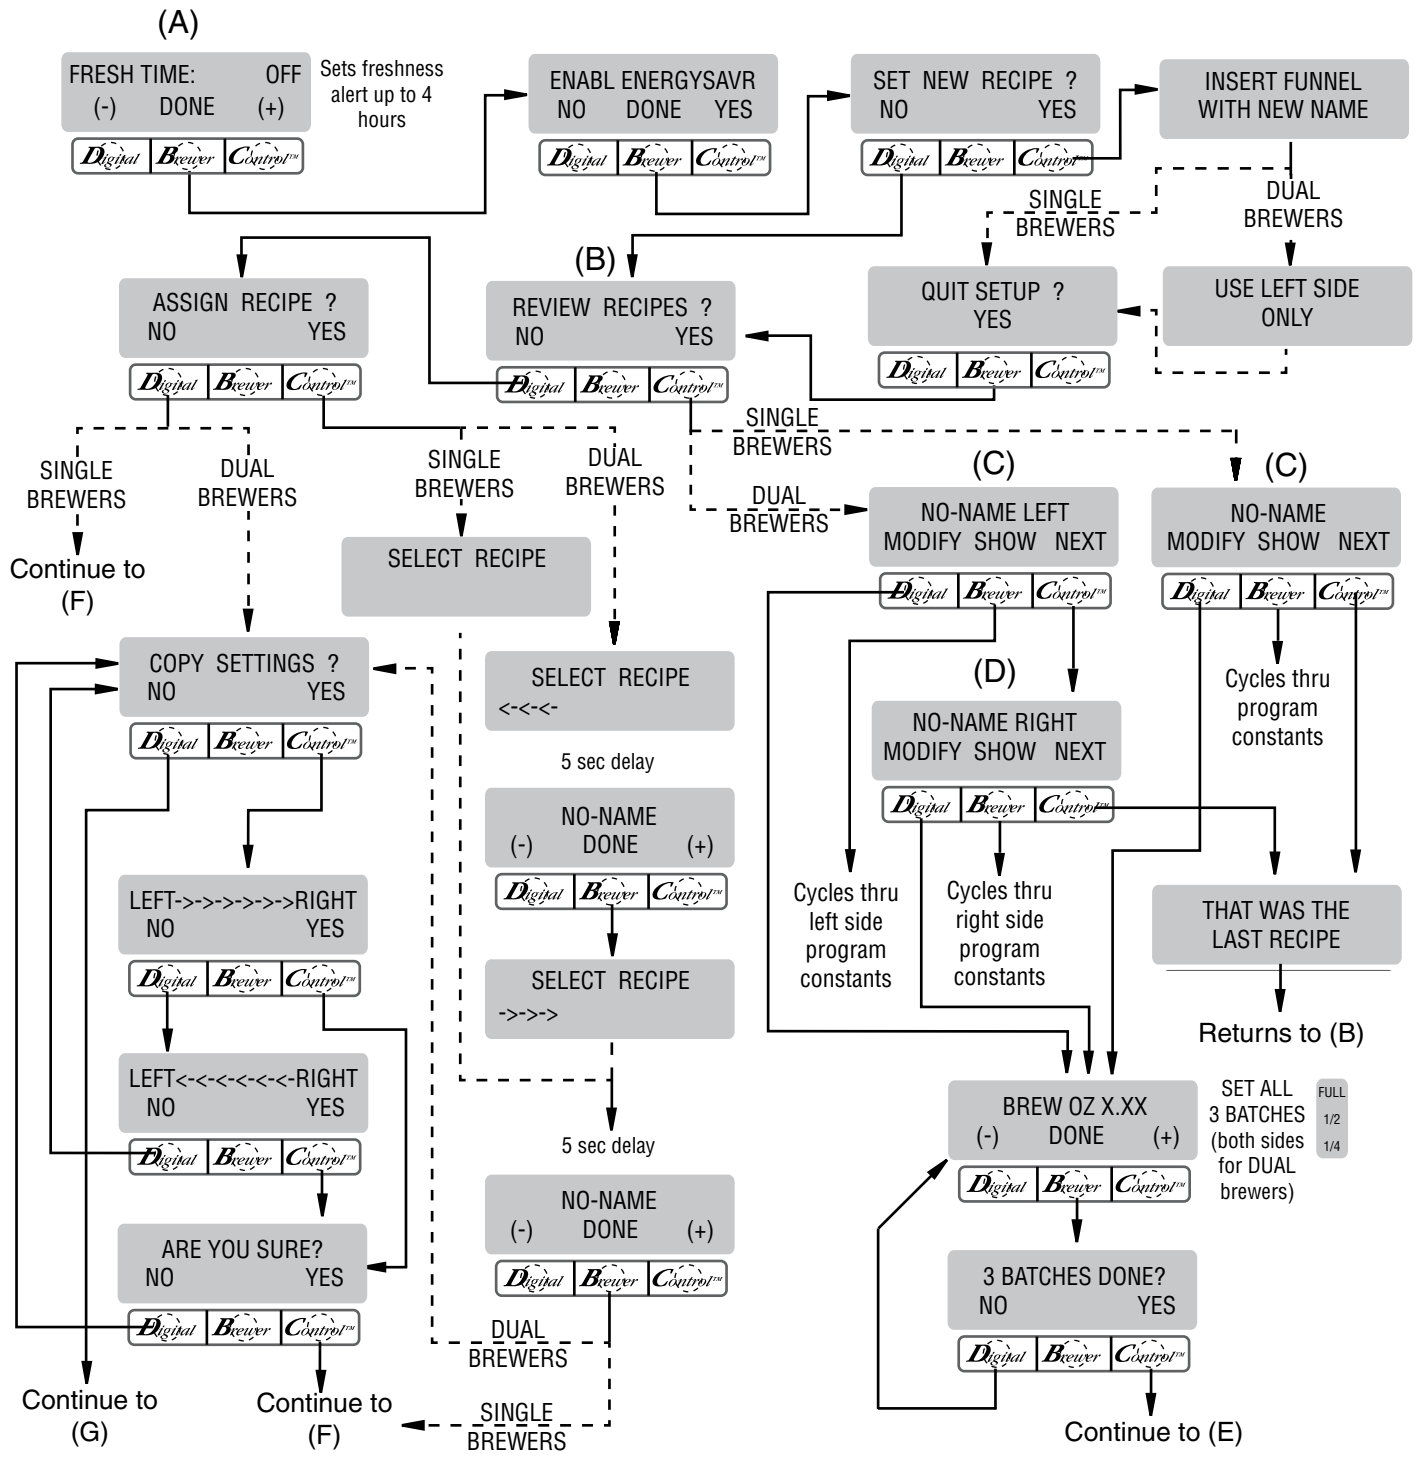 (A)
FRESH TIME: OFF
(-) DONE (+)
Digital Brewer Control™
Sets freshness
alert up to 4
hours
ENABL ENERGYSAVR
NO DONE YES
Digital Brewer Control™
SET NEW RECIPE ?
NO YES
Digital Brewer Control™
INSERT FUNNEL
WITH NEW NAME
SINGLE
BREWERS
DUAL
BREWERS
ASSIGN RECIPE ?
NO YES
Digital Brewer Control™
(B)
REVIEW RECIPES ?
NO YES
Digital Brewer Control™
QUIT SETUP ?
YES
Digital Brewer Control™
USE LEFT SIDE
ONLY
SINGLE
BREWERS
DUAL
BREWERS
SINGLE
BREWERS
DUAL
BREWERS
SINGLE
BREWERS
DUAL
BREWERS
Continue to
(F)
SELECT RECIPE
(C)
NO-NAME LEFT
MODIFY SHOW NEXT
Digital Brewer Control™
(C)
NO-NAME
MODIFY SHOW NEXT
Digital Brewer Control™
COPY SETTINGS ?
NO YES
Digital Brewer Control™
SELECT RECIPE
<-<-<-
5 sec delay
NO-NAME
(-) DONE (+)
Digital Brewer Control™
(D)
NO-NAME RIGHT
MODIFY SHOW NEXT
Digital Brewer Control™
Cycles thru
program
constants
LEFT->->->->->->RIGHT
NO YES
Digital Brewer Control™
SELECT RECIPE
->->->
Cycles thru
left side
program
constants
Cycles thru
right side
program
constants
THAT WAS THE
LAST RECIPE
Returns to (B)
LEFT<-<-<-<-<-<-RIGHT
NO YES
Digital Brewer Control™
5 sec delay
NO-NAME
(-) DONE (+)
Digital Brewer Control™
BREW OZ X.XX
(-) DONE (+)
Digital Brewer Control™
SET ALL
3 BATCHES
(both sides
for DUAL
brewers)
FULL
1/2
1/4
ARE YOU SURE?
NO YES
Digital Brewer Control™
3 BATCHES DONE?
NO YES
Digital Brewer Control™
DUAL
BREWERS
SINGLE
BREWERS
Continue to
(G)
Continue to
(F)
Continue to (E)